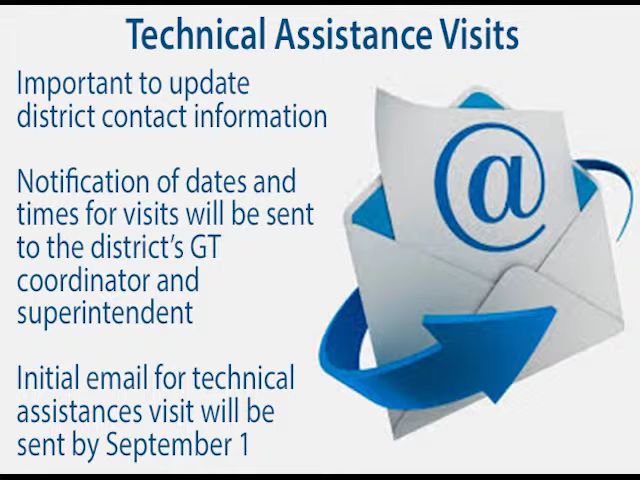 Technical Assistance Visits
Important to update
district contact information
Notification of dates and
times for visits will be sent
to the district's GT
coordinator and
superintendent
Initial email for technical
assistances visit will be
sent by September 1
@